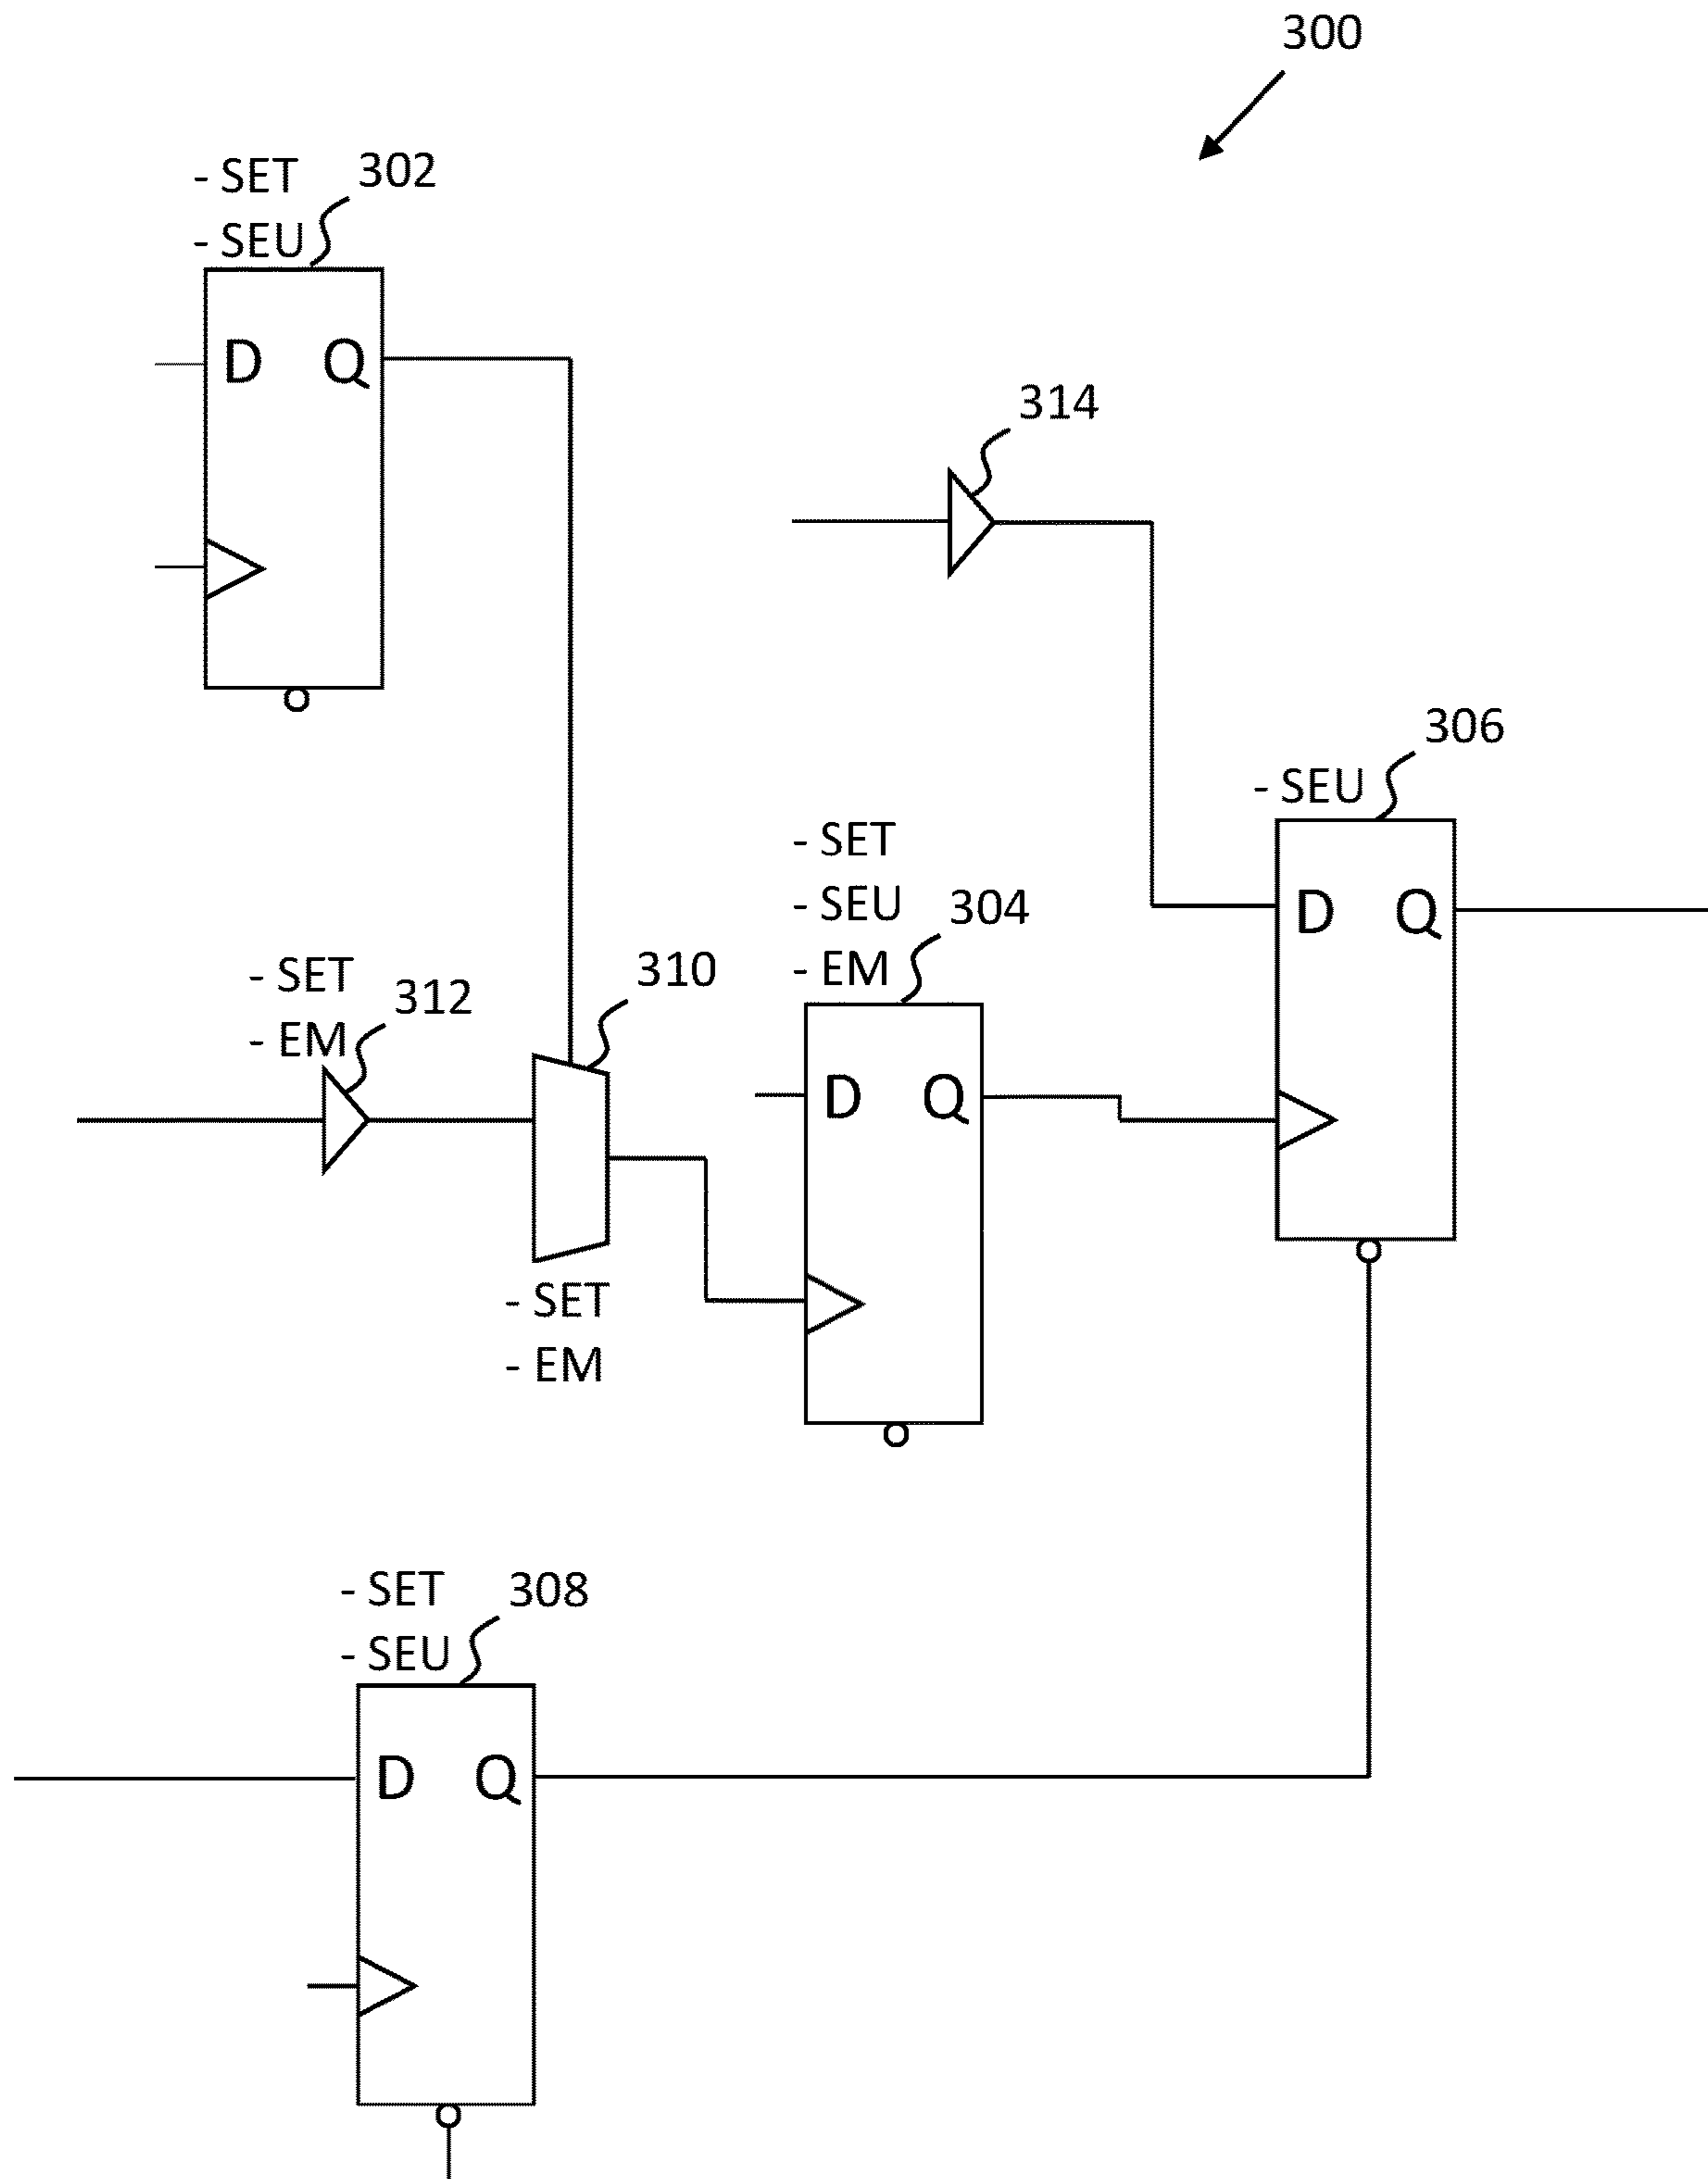 300
- SET
302
- SEU
D Q
314
306
- SEU
- SET
- SEU
304
- EM
D Q
- SET
312
- EM
310
D Q
- SET
- EM
- SET
308
- SEU
D Q